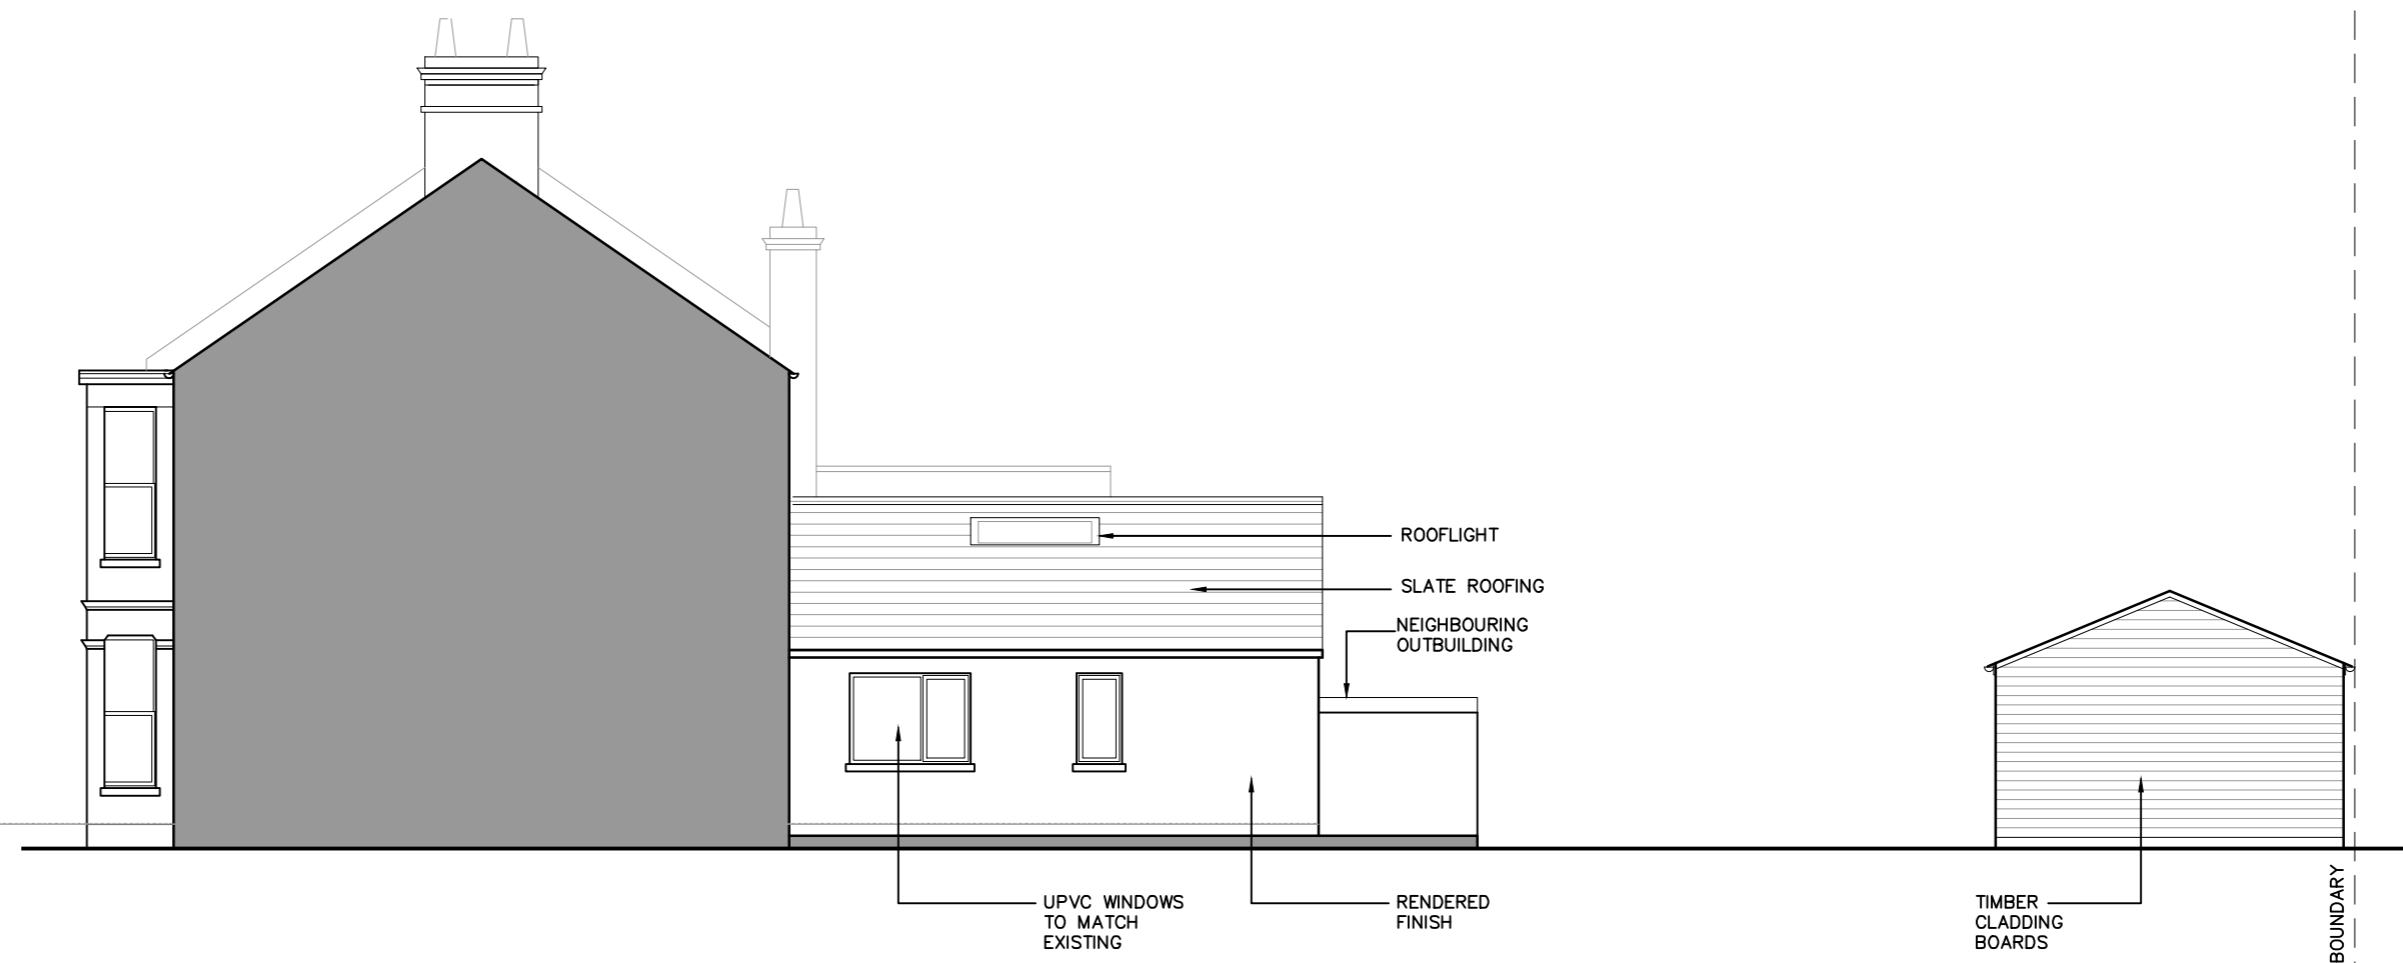 ROOFLIGHT
SLATE ROOFING
NEIGHBOURING
OUTBUILDING
UPVC WINDOWS
TO MATCH
EXISTING
RENDERED
FINISH
TIMBER
CLADDING
BOARDS
BOUNDARY